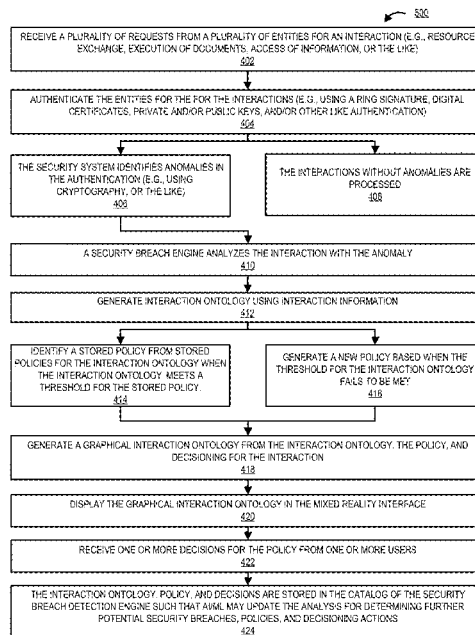 500
RECEIVE A PLURALITY OF REQUESTS FROM A PLURALITY OF ENTITIES FOR AN INTERACTION (E.G., RESOURCE
EXCHANGE, EXECUTION OF DOCUMENTS, ACCESS OF INFORMATION, OR THE LIKE)
402
AUTHENTICATE THE ENTITIES FOR THE FOR THE INTERACTIONS (E.G., USING A RING SIGNATURE, DIGITAL
CERTIFICATES, PRIVATE AND/OR PUBLIC KEYS, AND/OR OTHER LIKE AUTHENTICATION)
404
THE SECURITY SYSTEM IDENTIFIES ANOMALIES IN
THE AUTHENTICATION (E.G., USING
CRYPTOGRAPHY, OR THE LIKE)
406
THE INTERACTIONS WITHOUT ANOMALIES ARE
PROCESSED
408
A SECURITY BREACH ENGINE ANALYZES THE INTERACTION WITH THE ANOMALY
410
GENERATE INTERACTION ONTOLOGY USING INTERACTION INFORMATION
412
IDENTIFY A STORED POLICY FROM STORED
POLICIES FOR THE INTERACTION ONTOLOGY WHEN
THE INTERACTION ONTOLOGY MEETS A
THRESHOLD FOR THE STORED POLICY.
414
GENERATE A NEW POLICY BASED WHEN THE
THRESHOLD FOR THE INTERACTION ONTOLOGY
FAILS TO BE MET
416
GENERATE A GRAPHICAL INTERACTION ONTOLOGY FROM THE INTERACTION ONTOLOGY, THE POLICY, AND
DECISIONING FOR THE INTERACTION
418
DISPLAY THE GRAPHICAL INTERACTION ONTOLOGY IN THE MIXED REALITY INTERFACE
420
RECEIVE ONE OR MORE DECISIONS FOR THE POLICY FROM ONE OR MORE USERS
422
THE INTERACTION ONTOLOGY, POLICY, AND DECISIONS ARE STORED IN THE CATALOG OF THE SECURITY
BREACH DETECTION ENGINE SUCH THAT AI/ML MAY UPDATE THE ANALYSIS FOR DETERMINING FURTHER
POTENTIAL SECURITY BREACHES, POLICIES, AND DECISIONING ACTIONS
424